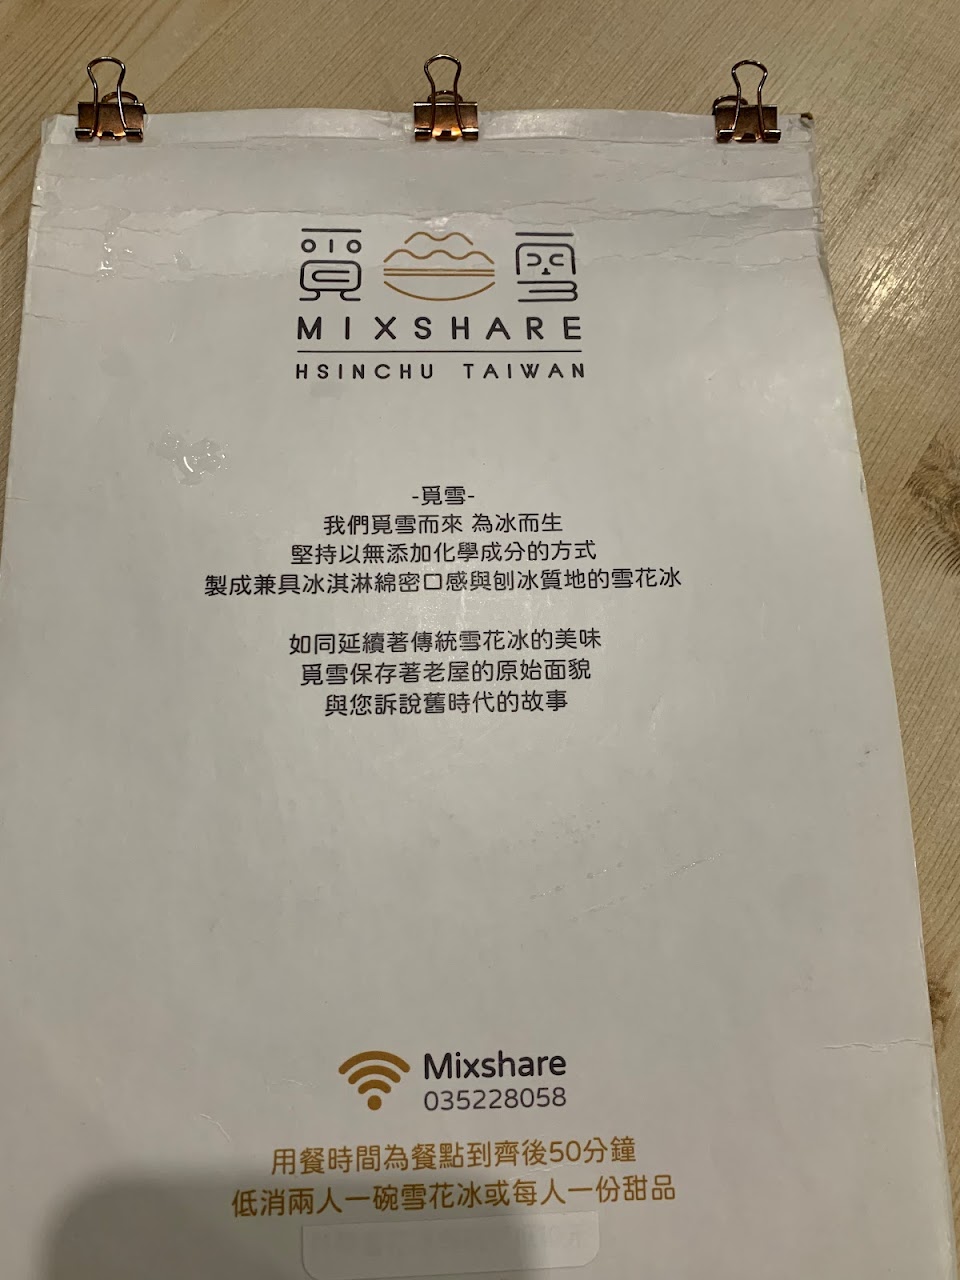 覓雪
MIXSHARE
HSINCHU TAIWAN
-覓雪-
我們覓雪而來 為冰而生
堅持以無添加化學成分的方式
製成兼具冰淇淋綿密口感與刨冰質地的雪花冰
如同延續著傳統雪花冰的美味
覓雪保存著老屋的原始面貌
與您訴說舊時代的故事
Mixshare
035228058
用餐時間為餐點到齊後50分鐘
低消兩人一碗雪花冰或每人一份甜品